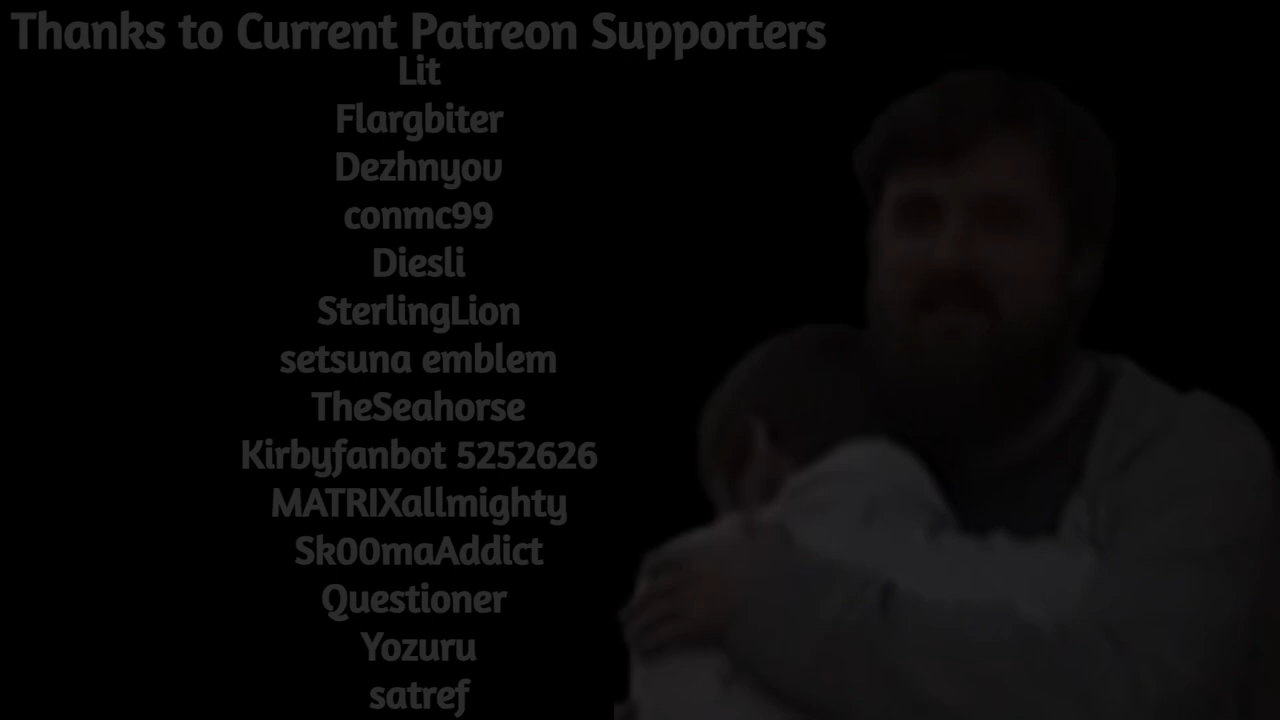 Thanks to Current Patreon Supporters
Lit
Flargbiter
Dezhnyov
conmc99
Diesli
SterlingLion
setsuna emblem
TheSeahorse
Kirbyfanbot 5252626
MATRIXallmighty
Sk00maAddict
Questioner
Yozuru
satref